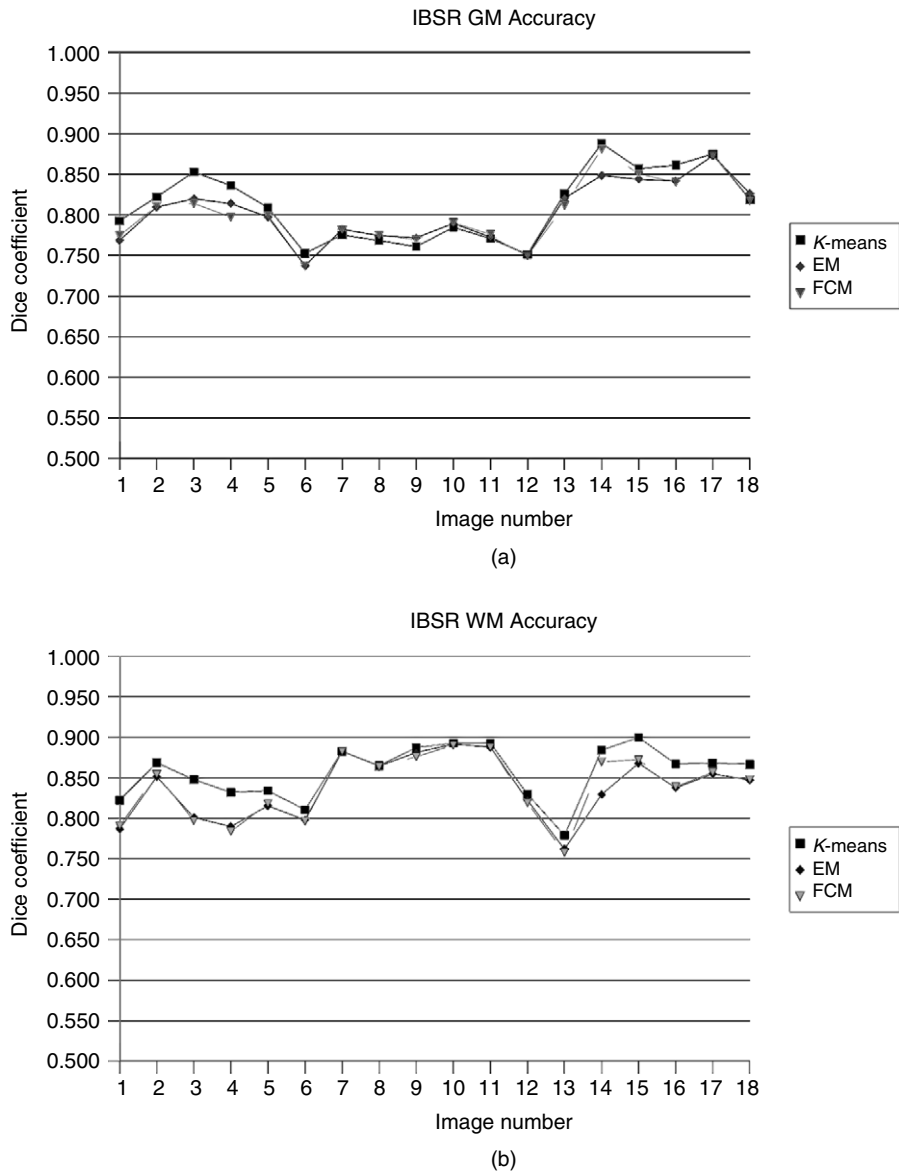 IBSR GM Accuracy
1.000
0.950
0.900
0.850
0.800
0.750
0.700
0.650
0.600
0.550
0.500
Dice coefficient
1 2 3 4 5 6 7 8 9 10 11 12 13 14 15 16 17 18
Image number
K-means
EM
FCM
(a)
IBSR WM Accuracy
1.000
0.950
0.900
0.850
0.800
0.750
0.700
0.650
0.600
0.550
0.500
Dice coefficient
1 2 3 4 5 6 7 8 9 10 11 12 13 14 15 16 17 18
Image number
K-means
EM
FCM
(b)